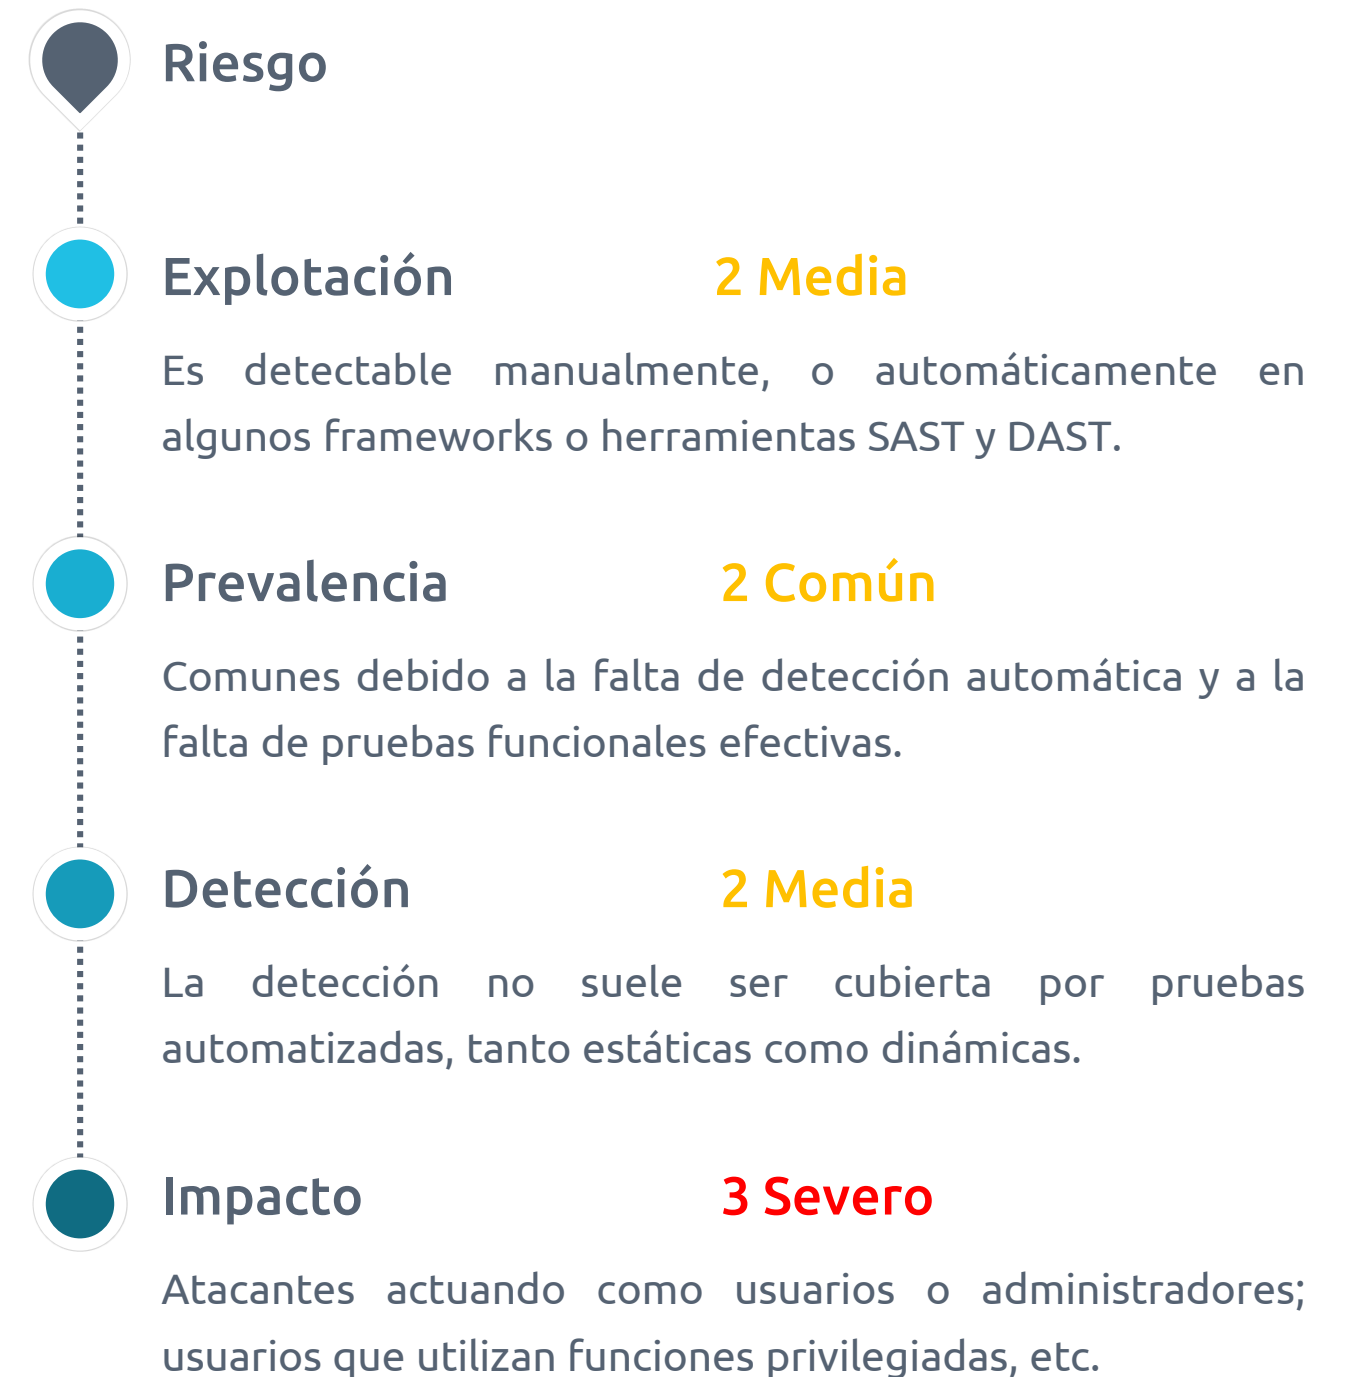 Riesgo
Explotación 2 Media
Es detectable manualmente, o automáticamente en
algunos frameworks o herramientas SAST y DAST.
Prevalencia 2 Común
Comunes debido a la falta de detección automática y a la
falta de pruebas funcionales efectivas.
Detección 2 Media
La detección no suele ser cubierta por pruebas
automatizadas, tanto estáticas como dinámicas.
Impacto 3 Severo
Atacantes actuando como usuarios o administradores;
usuarios que utilizan funciones privilegiadas, etc.